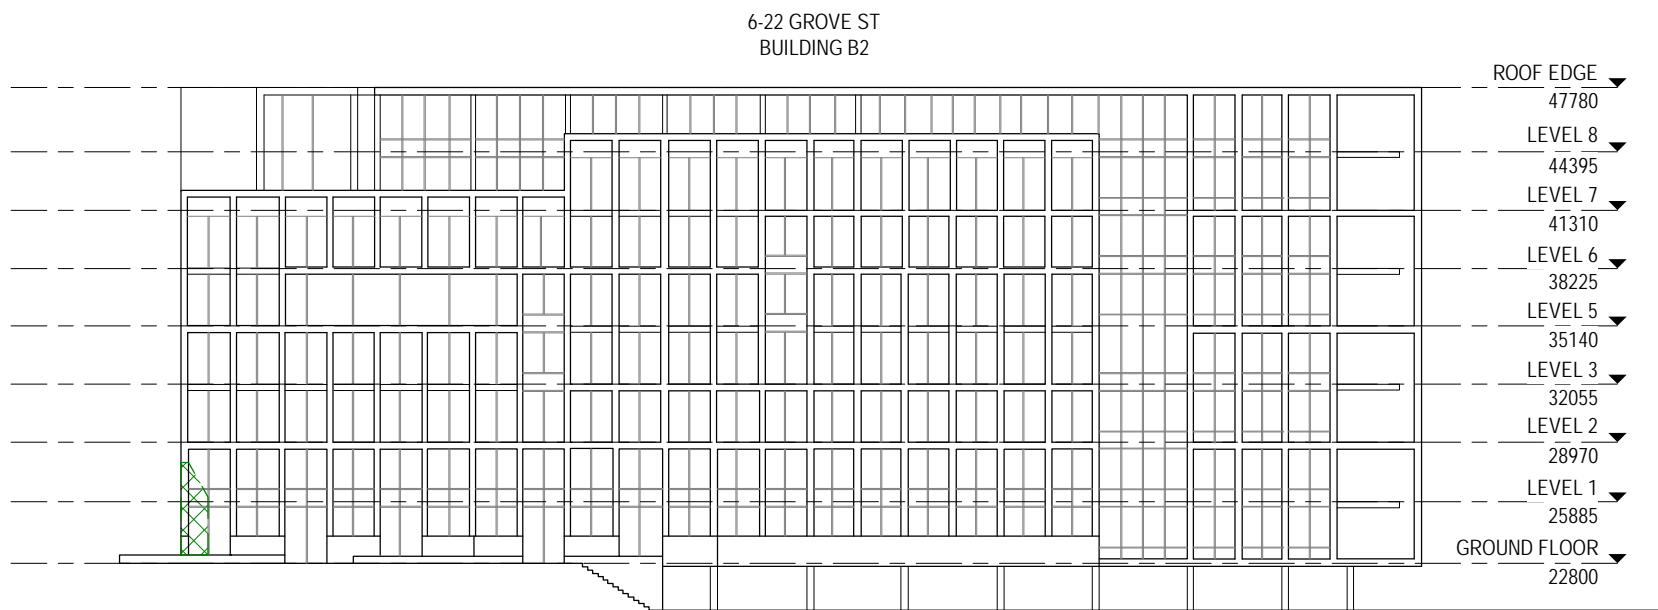 6-22 GROVE ST
BUILDING B2
ROOF EDGE
47780
LEVEL 8
44395
LEVEL 7
41310
LEVEL 6
38225
LEVEL 5
35140
LEVEL 3
32055
LEVEL 2
28970
LEVEL 1
25885
GROUND FLOOR
22800